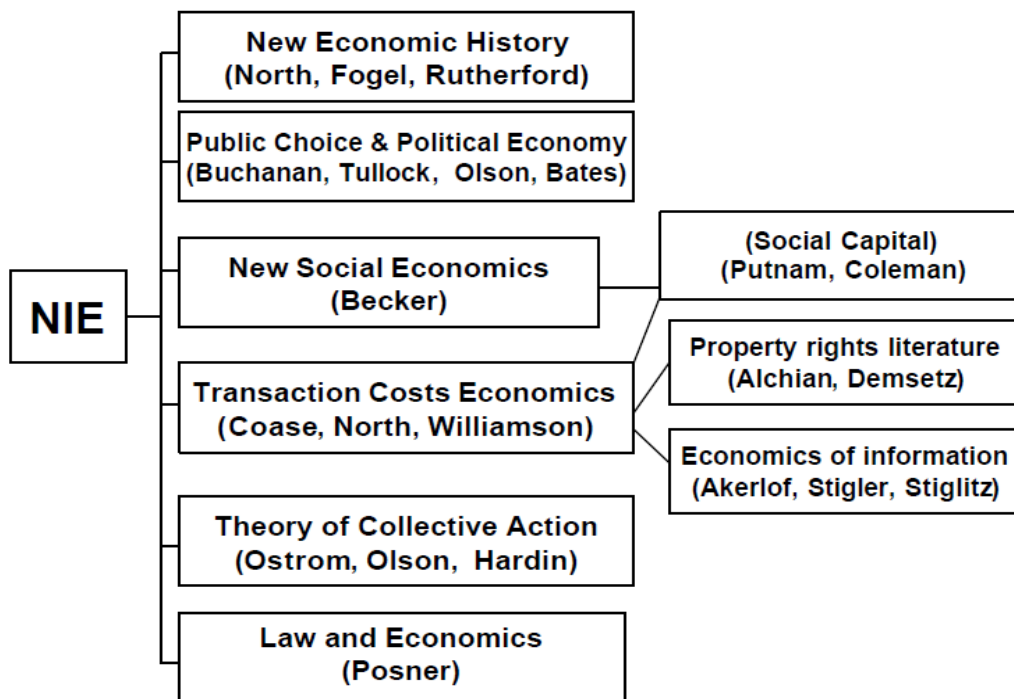 New Economic History
(North, Fogel, Rutherford)
Public Choice & Political Economy
(Buchanan, Tullock, Olson, Bates)
New Social Economics
(Becker)
(Social Capital)
(Putnam, Coleman)
NIE
Property rights literature
(Alchian, Demsetz)
Transaction Costs Economics
(Coase, North, Williamson)
Economics of information
(Akerlof, Stigler, Stiglitz)
Theory of Collective Action
(Ostrom, Olson, Hardin)
Law and Economics
(Posner)